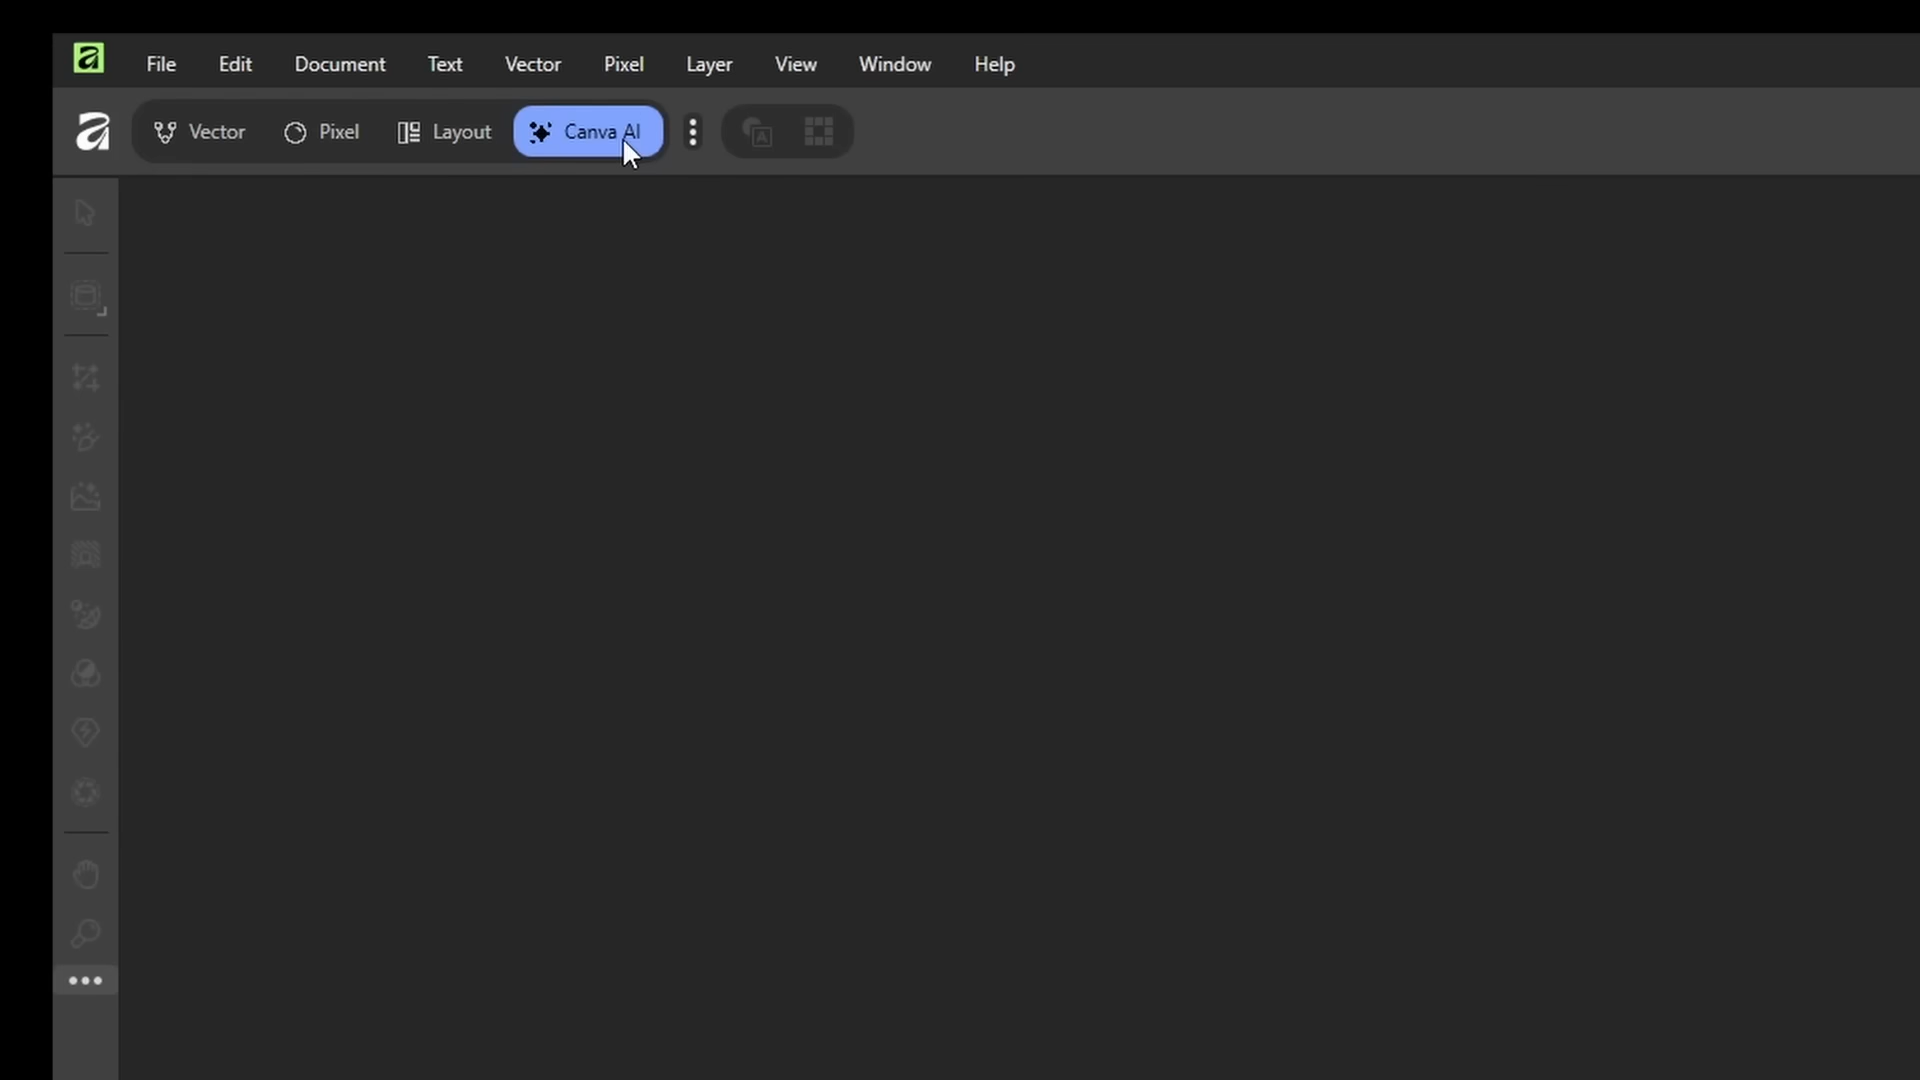 File Edit Document Text Vector Pixel Layer View Window Help
Vector Pixel Layout Canva AI